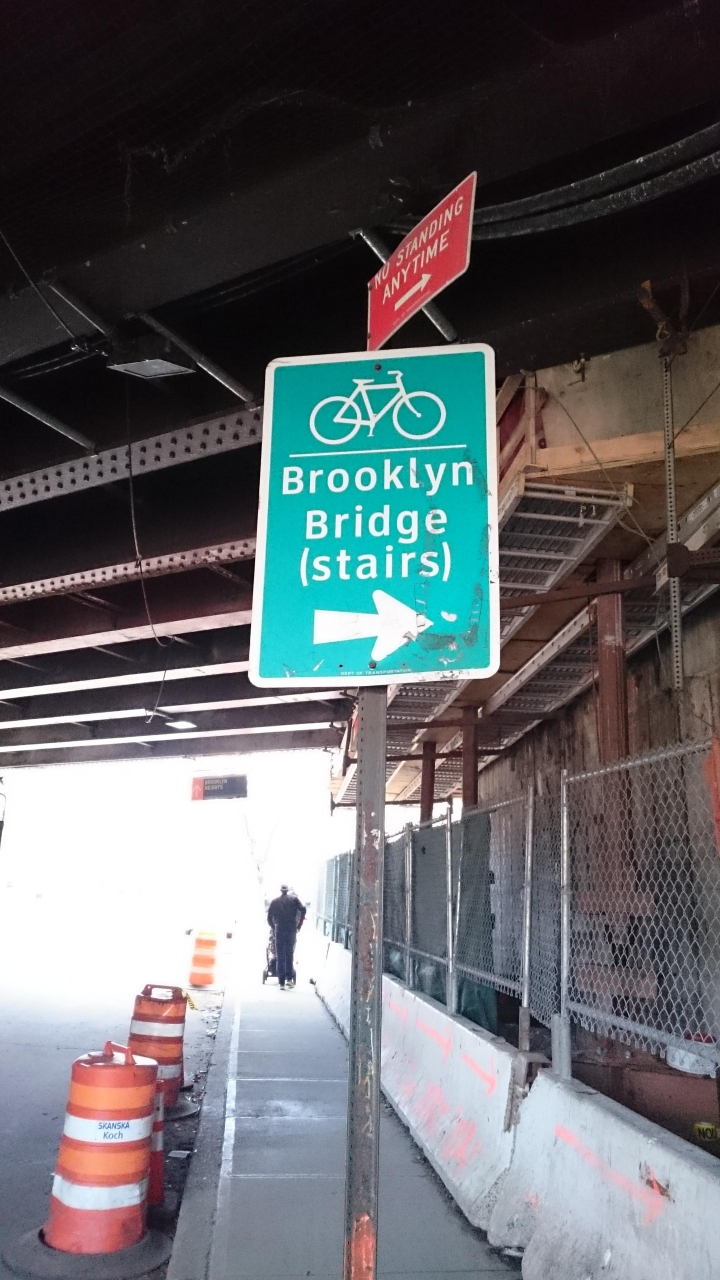 NO STANDING
ANYTIME
Brooklyn
Bridge
(stairs)
DEPT OF TRANSPORTATION
BROOKLYN
HEIGHTS
SKANSKA
Koch